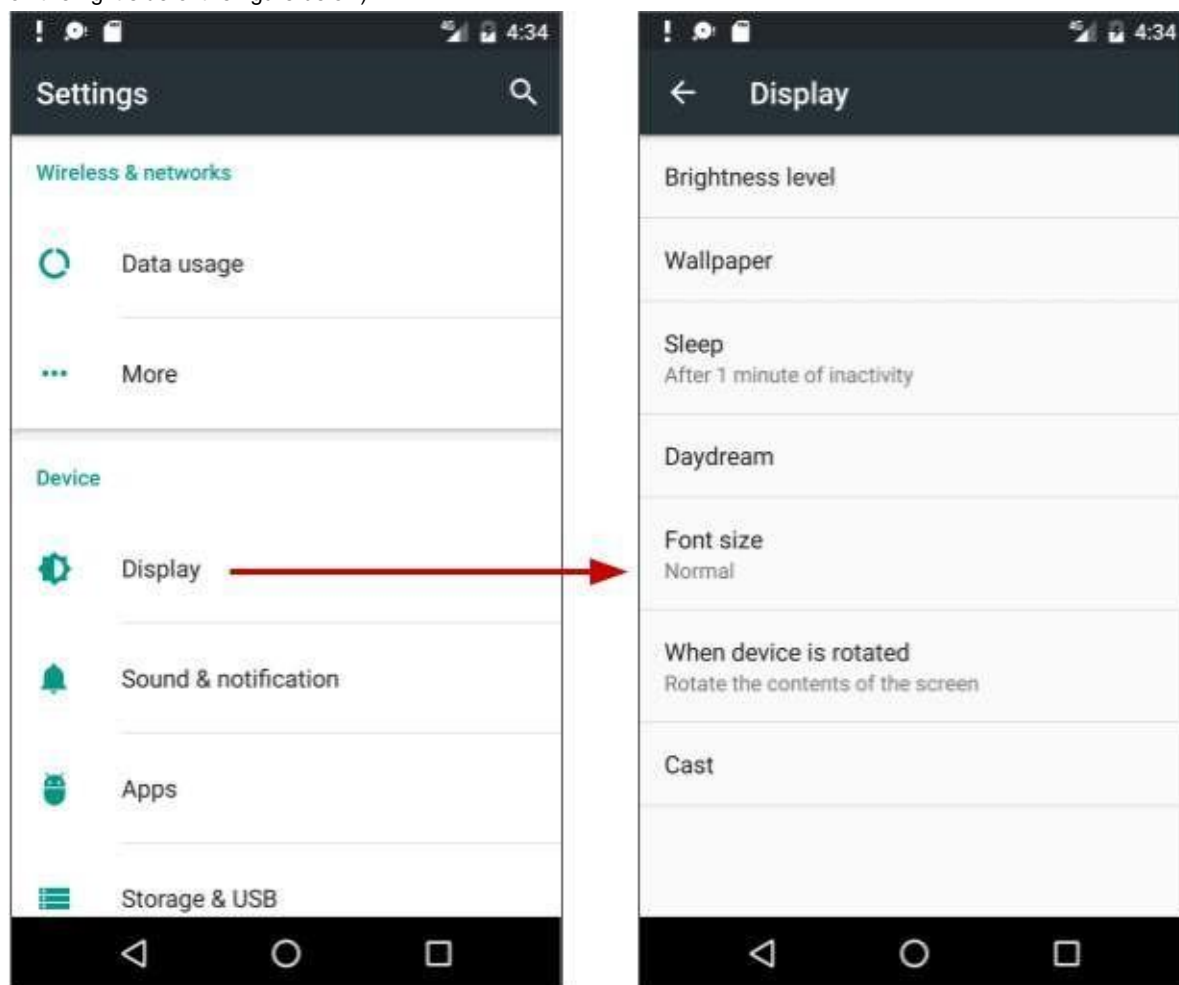 ! 4G 4:34
Settings
Wireless & networks
Data usage
More
Device
Display
Sound & notification
Apps
Storage & USB
! 4G 4:34
Display
Brightness level
Wallpaper
Sleep
After 1 minute of inactivity
Daydream
Font size
Normal
When device is rotated
Rotate the contents of the screen
Cast